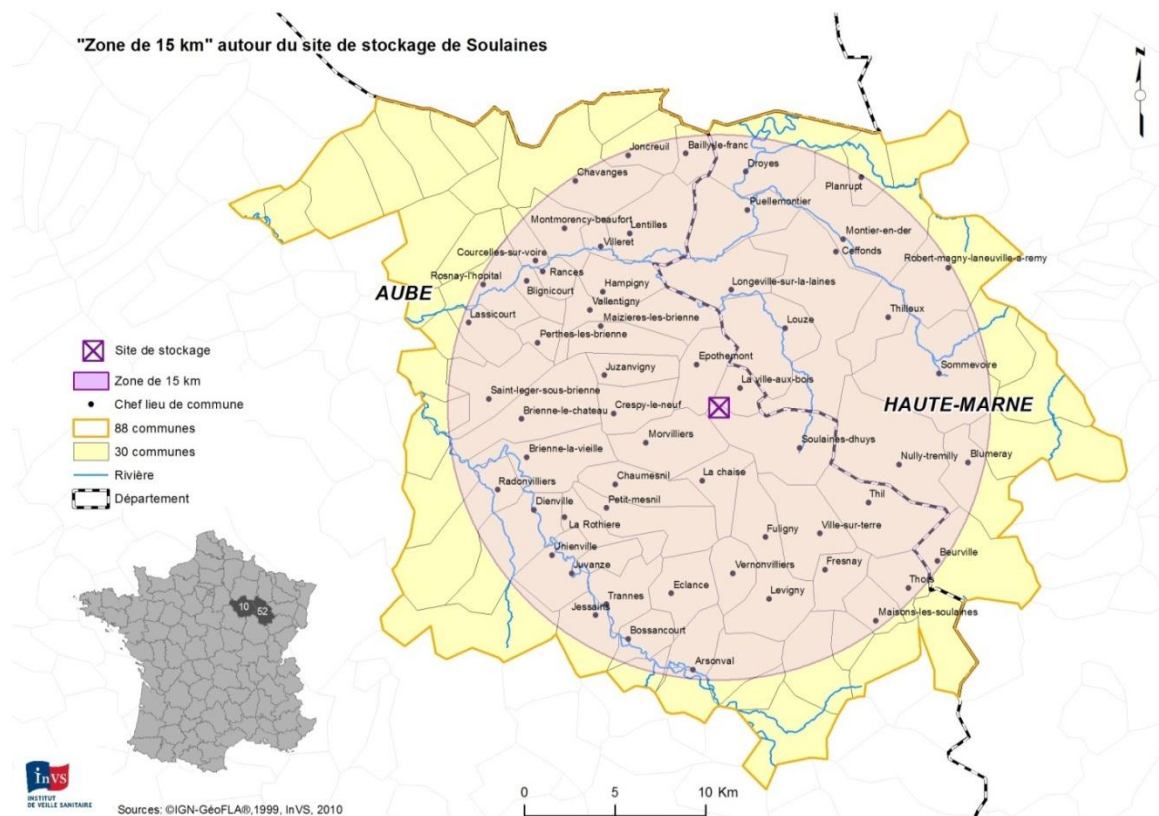 "Zone de 15 km" autour du site de stockage de Soulaines
N
Joncreuil
Bailly-le-franc
Droyes
Chavanges
Planrupt
Puellemontier
Montmorency-beaufort
Lentilles
Montier-en-der
Villeret
Ceffonds
Courcelles-sur-voire
Robert-magny-laneuville-a-remy
Rances
Rosnay-l'hopital
Blignicourt
Hampigny
Longeville-sur-la-laines
AUBE
Vallentigny
Thilleux
Lassicourt
Maizieres-les-brienne
Louze
Perthes-les-brienne
Epothemont
Sommevoire
Juzanvigny
La ville-aux-bois
Saint-leger-sous-brienne
HAUTE-MARNE
Brienne-le-chateau
Crespy-le-neuf
Morvilliers
Soulaines-dhuys
Brienne-la-vieille
Nully-tremilly
Blumeray
La chaise
Chaumesnil
Radonvilliers
Thil
Dienville
Petit-mesnil
La Rothiere
Fuligny
Ville-sur-terre
Unienville
Beurville
Juvanze
Vernonvilliers
Fresnay
Eclance
Thors
Trannes
Levigny
Jessains
Maisons-les-soulaines
Bossancourt
Arsonval
Site de stockage
Zone de 15 km
Chef lieu de commune
88 communes
30 communes
Rivière
Département
10
52
InVS
INSTITUT
DE VEILLE SANITAIRE
Sources: ©IGN-GéoFLA®,1999, InVS, 2010
0 5 10 Km